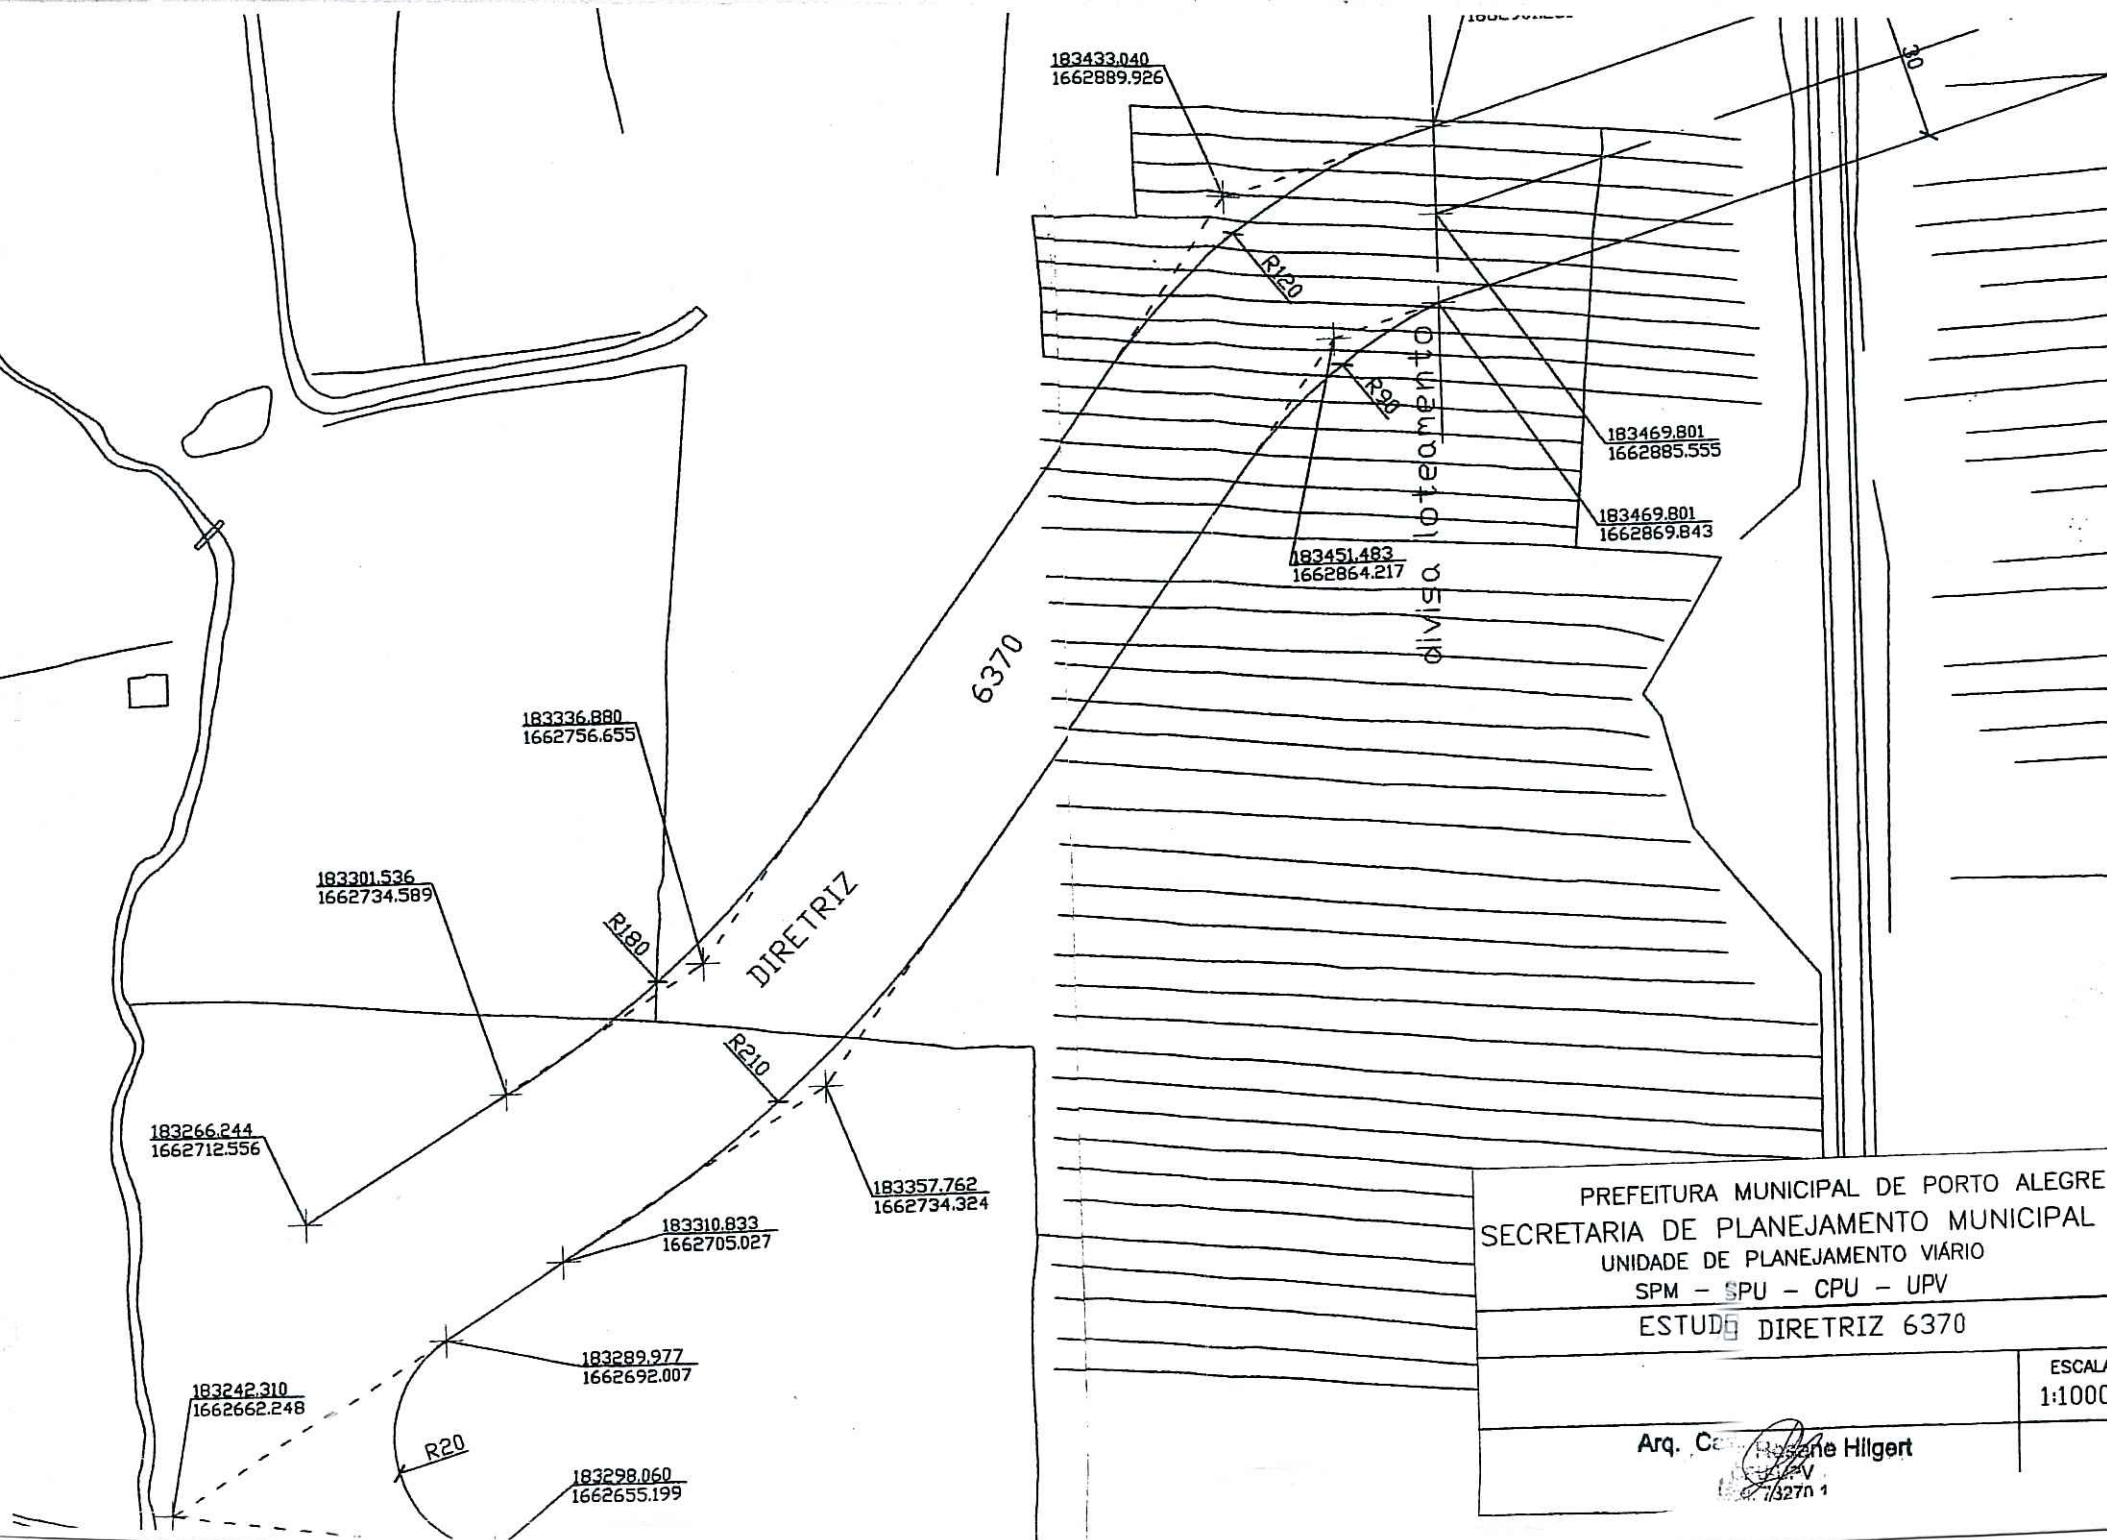 30
183433.040
1662889.926
R120
R90
183469.801
1662885.555
183469.801
1662869.843
183451.483
1662864.217
divisa loteamento
6370
183336.880
1662756.655
183301.536
1662734.589
R180
DIRETRIZ
R210
183266.244
1662712.556
183357.762
1662734.324
183310.833
1662705.027
183289.977
1662692.007
183242.310
1662662.248
R20
183298.060
1662655.199
PREFEITURA MUNICIPAL DE PORTO ALEGRE
SECRETARIA DE PLANEJAMENTO MUNICIPAL
UNIDADE DE PLANEJAMENTO VIÁRIO
SPM - SPU - CPU - UPV
ESTUDO DIRETRIZ 6370
ESCALA
1:1000
Arq. Rosane Hilgert